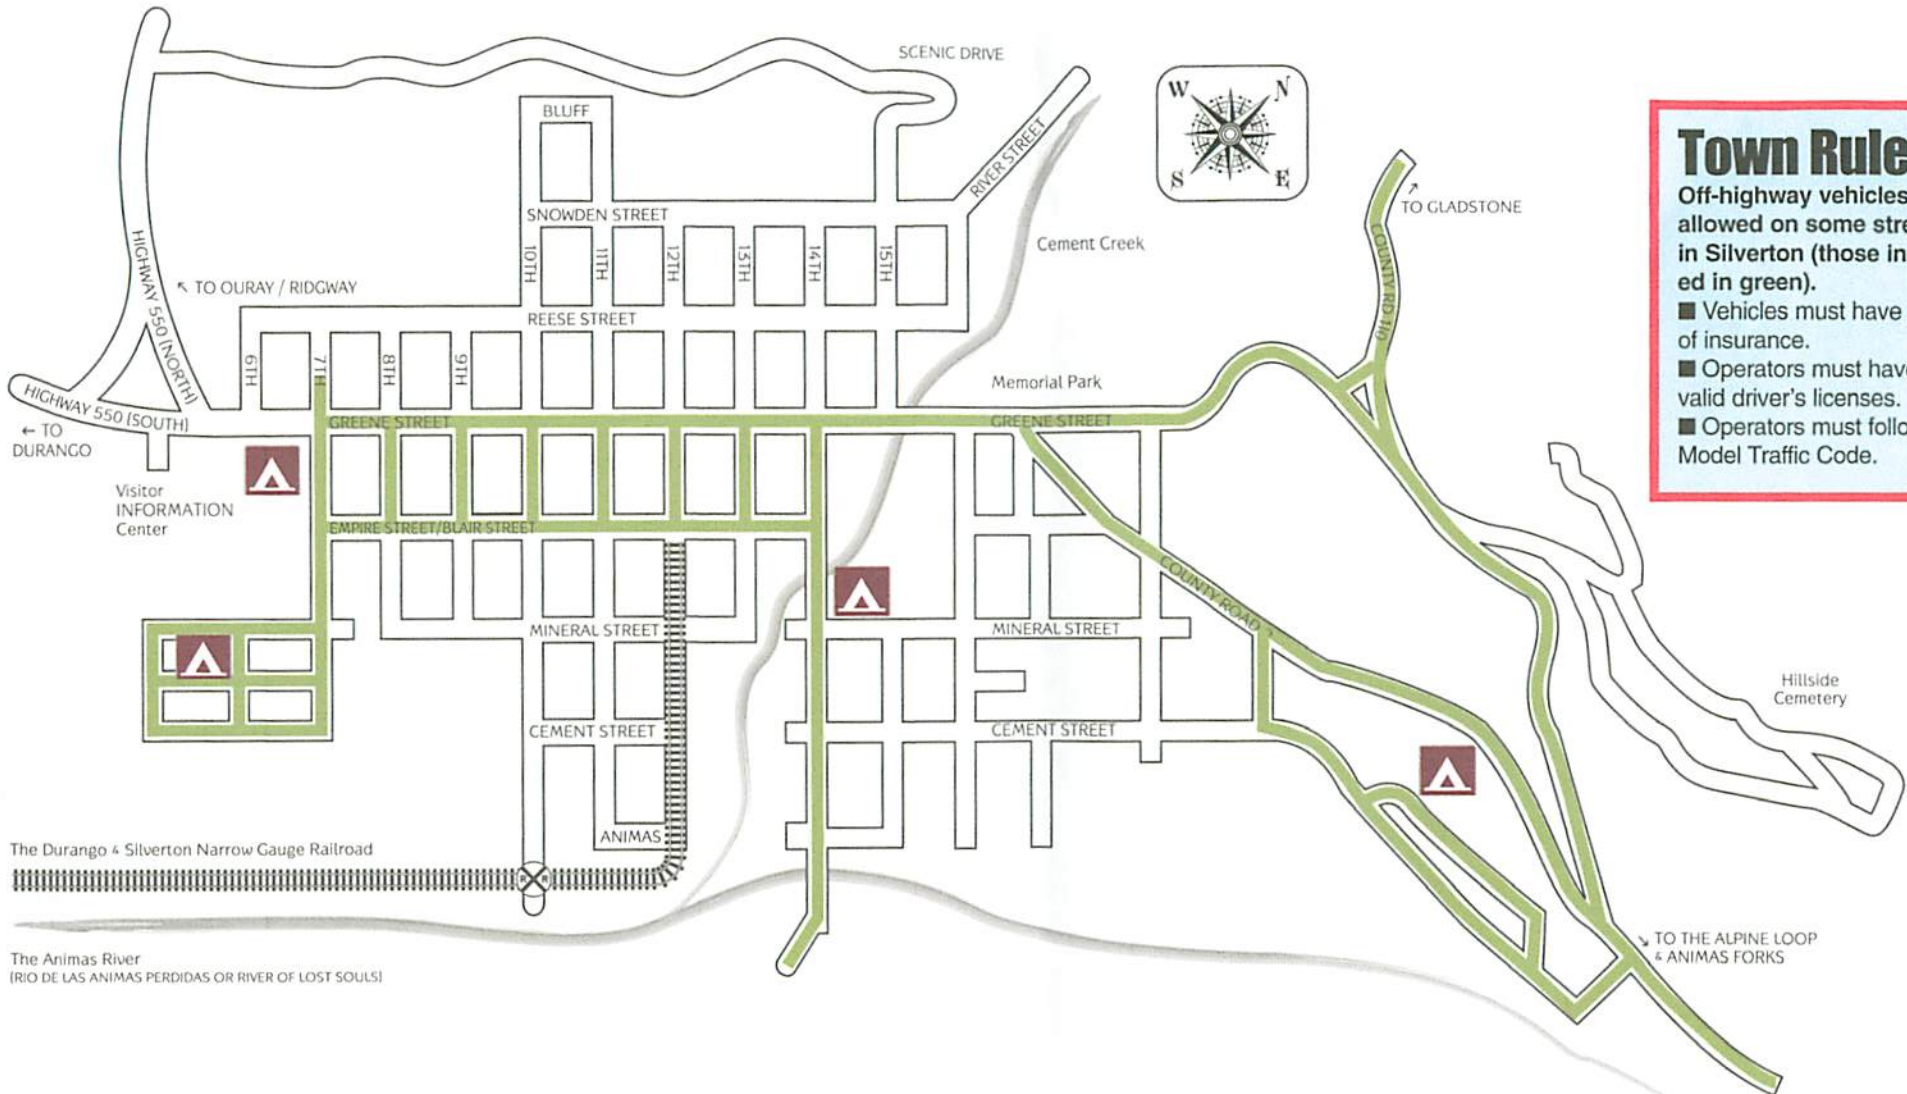 SCENIC DRIVE
BLUFF
RIVER STREET
W N
S E
SNOWDEN STREET
10TH
11TH
12TH
13TH
14TH
15TH
Cement Creek
TO GLADSTONE
COUNTY RD 110
HIGHWAY 550 (NORTH)
↖ TO OURAY / RIDGWAY
REESE STREET
6TH
7TH
8TH
9TH
Memorial Park
HIGHWAY 550 (SOUTH)
← TO
DURANGO
GREENE STREET
GREENE STREET
Visitor
INFORMATION
Center
EMPIRE STREET/BLAIR STREET
COUNTY ROAD 2
MINERAL STREET
MINERAL STREET
Hillside
Cemetery
CEMENT STREET
CEMENT STREET
ANIMAS
The Durango & Silverton Narrow Gauge Railroad
R R
The Animas River
(RIO DE LAS ANIMAS PERDIDAS OR RIVER OF LOST SOULS)
↘ TO THE ALPINE LOOP
& ANIMAS FORKS
Town Rule
Off-highway vehicles
allowed on some stre
in Silverton (those in
ed in green).
■ Vehicles must have
of insurance.
■ Operators must have
valid driver's licenses.
■ Operators must follo
Model Traffic Code.